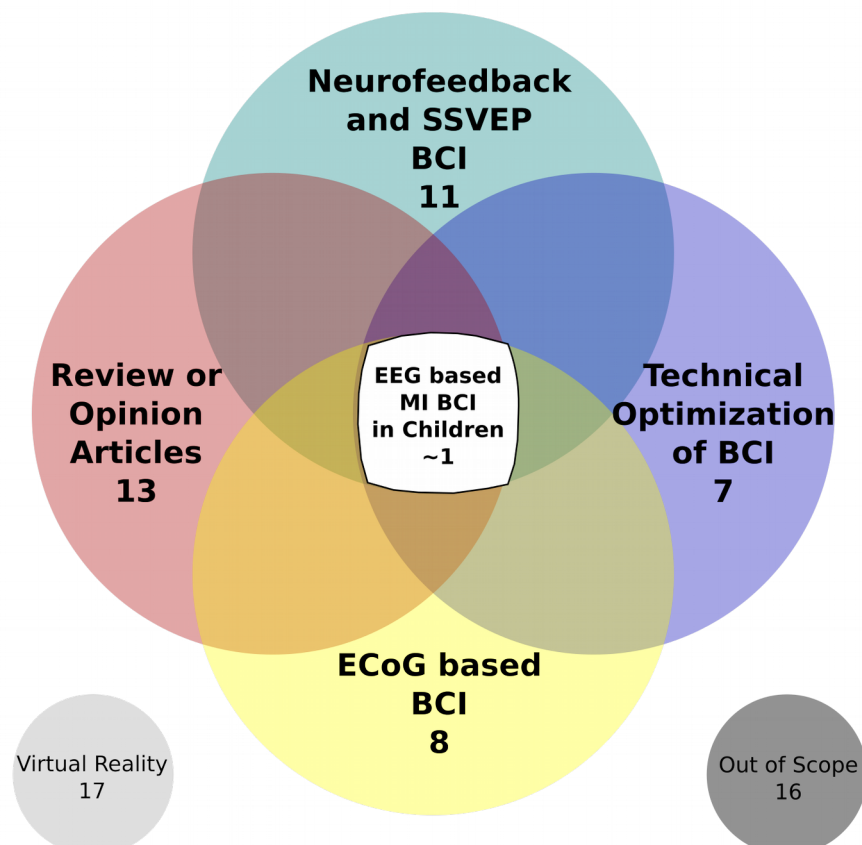 Neurofeedback
and SSVEP
BCI
11
Review or
Opinion
Articles
13
EEG based
MI BCI
in Children
~1
Technical
Optimization
of BCI
7
ECoG based
BCI
8
Virtual Reality
17
Out of Scope
16